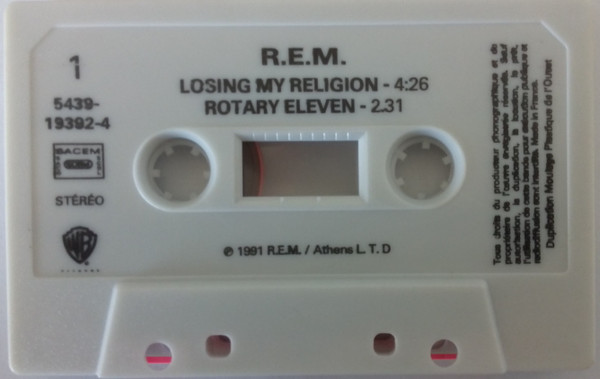 R.E.M.
LOSING MY RELIGION - 4:26
ROTARY ELEVEN - 2.31
1
5439-
19392-4
SACEM
STÉRÉO
WB
℗ 1991 R.E.M. / Athens L. T. D
Tous droits du producteur phonographique et du
propriétaire de l'œuvre enregistrée réservés. Sauf
autorisation, la duplication, la location, le prêt,
l'utilisation de cette bande pour exécution publique et
radiodiffusion sont interdits. Made in France.
Duplication Moulage Plastique de l'Ouest